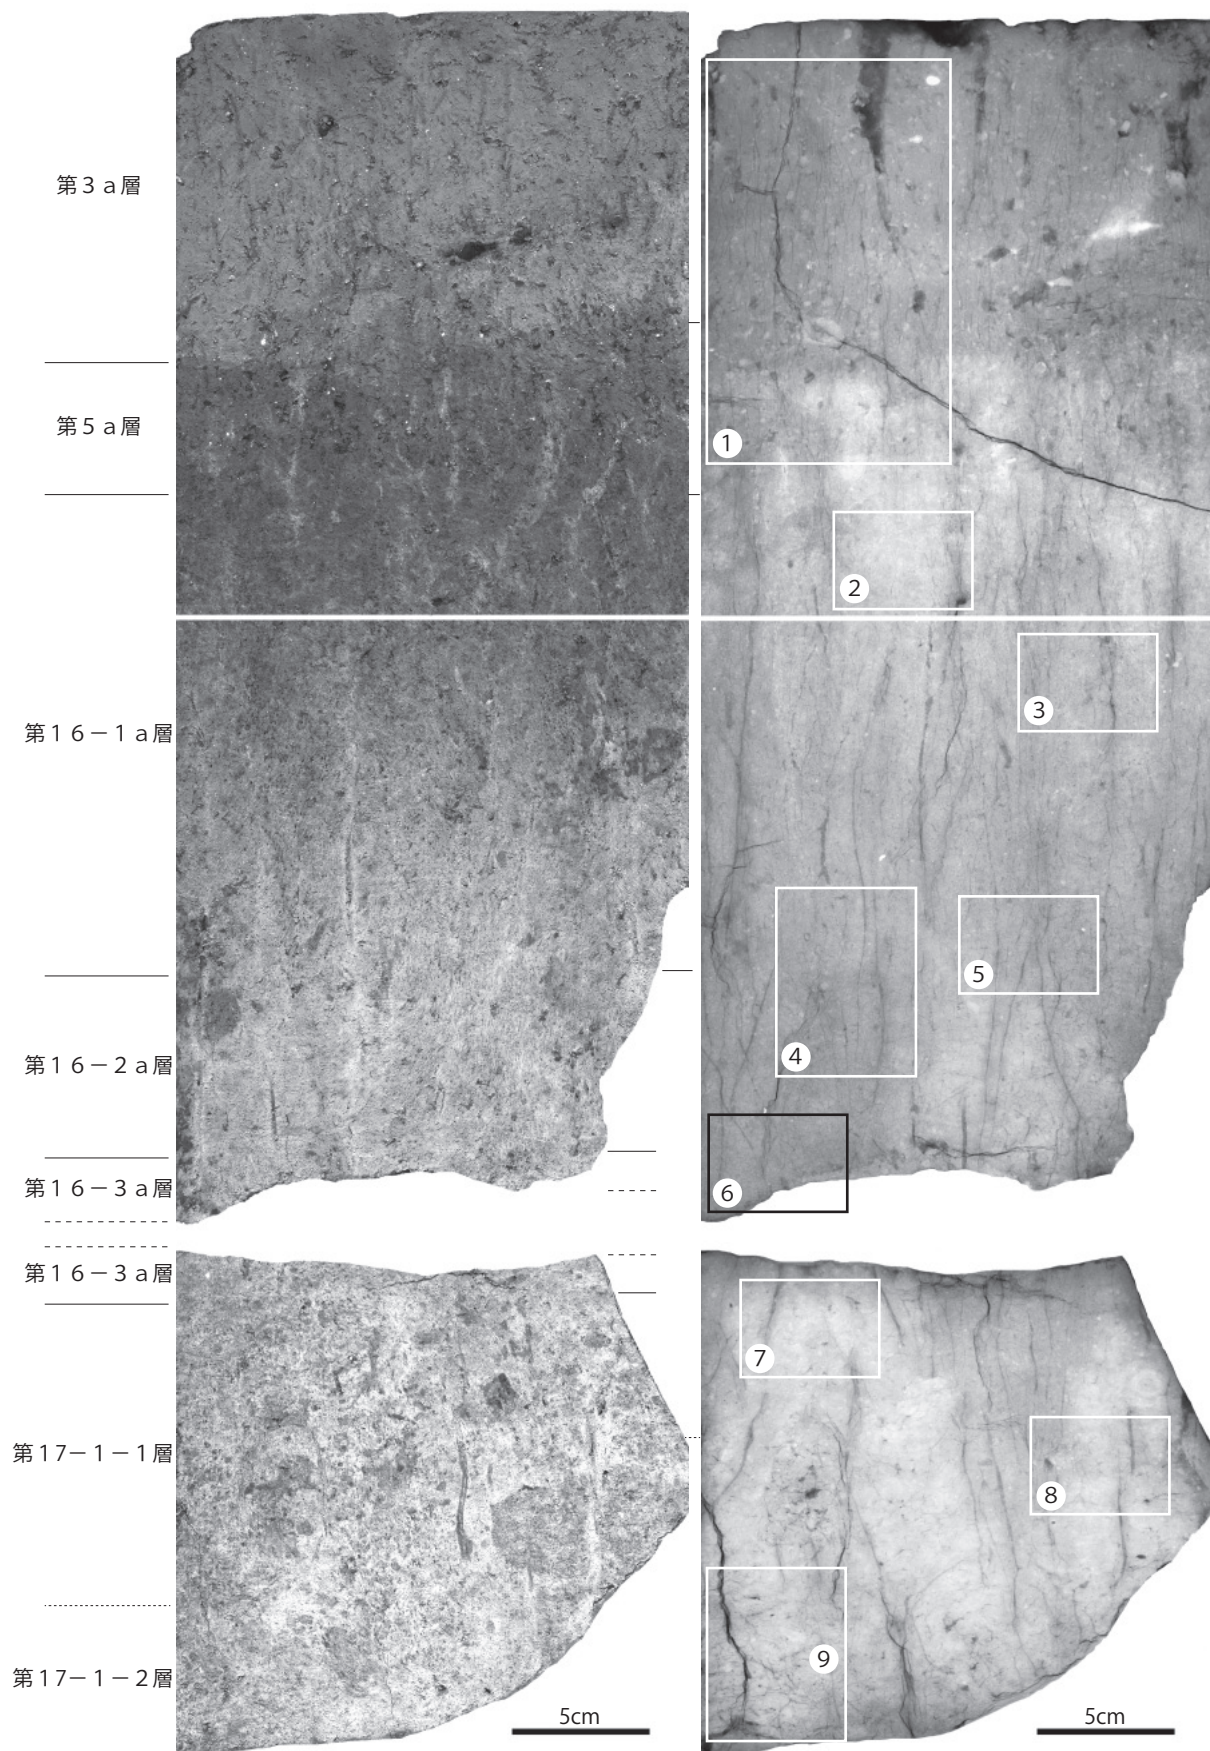 第３ａ層
第５ａ層
①
②
③
第１６－１ａ層
④
⑤
第１６－２ａ層
⑥
第１６－３ａ層
第１６－３ａ層
⑦
第17－１－１層
⑧
⑨
第17－１－２層
5cm
5cm